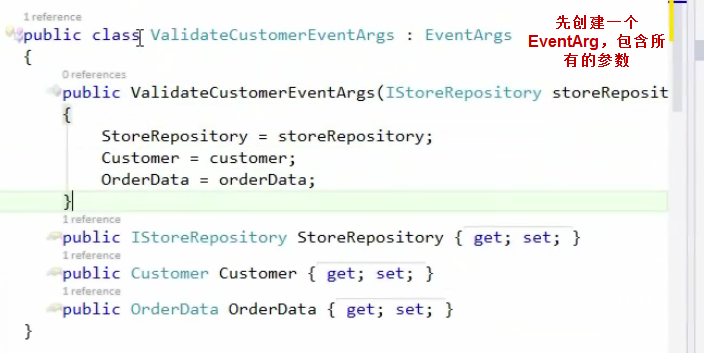 1 reference
public class ValidateCustomerEventArgs : EventArgs
{
0 references
public ValidateCustomerEventArgs(IStoreRepository storeReposit
{
StoreRepository = storeRepository;
Customer = customer;
OrderData = orderData;
}
1 reference
public IStoreRepository StoreRepository { get; set; }
1 reference
public Customer Customer { get; set; }
1 reference
public OrderData OrderData { get; set; }
}
先创建一个
EventArg，包含所
有的参数